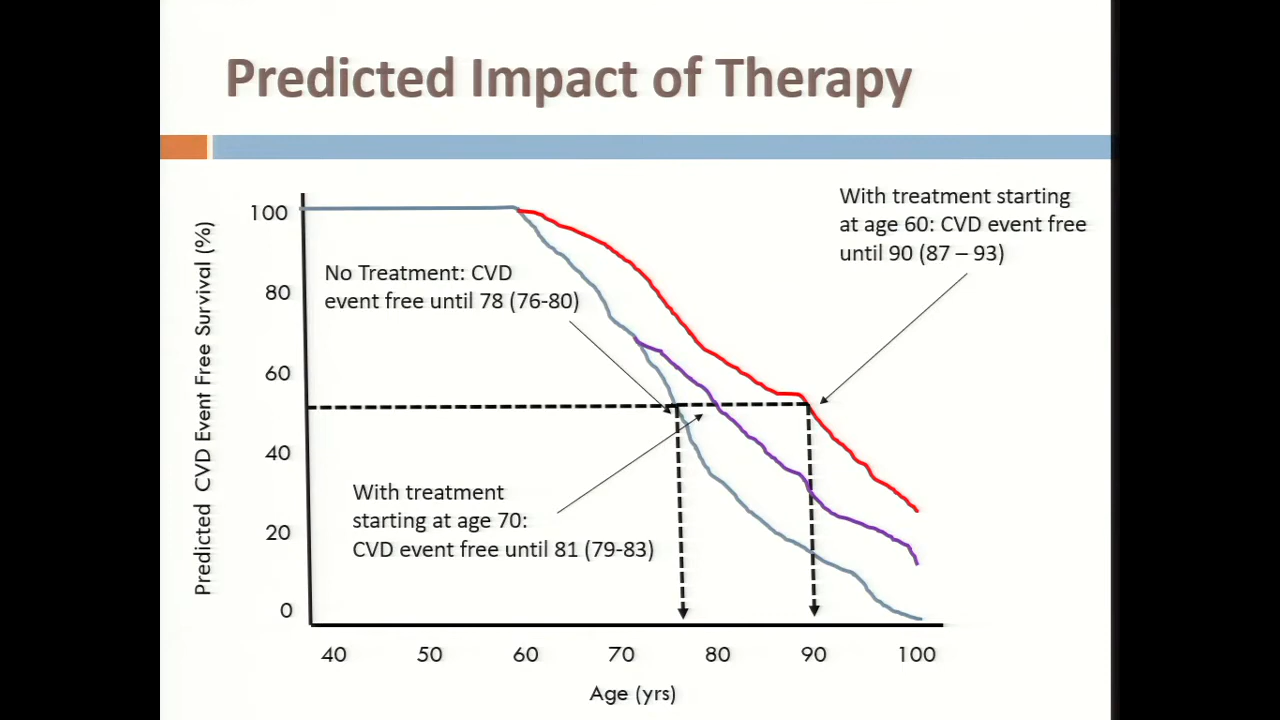 Predicted Impact of Therapy
With treatment starting
at age 60: CVD event free
until 90 (87 – 93)
No Treatment: CVD
event free until 78 (76-80)
With treatment
starting at age 70:
CVD event free until 81 (79-83)
Predicted CVD Event Free Survival (%)
100
80
60
40
20
0
40 50 60 70 80 90 100
Age (yrs)